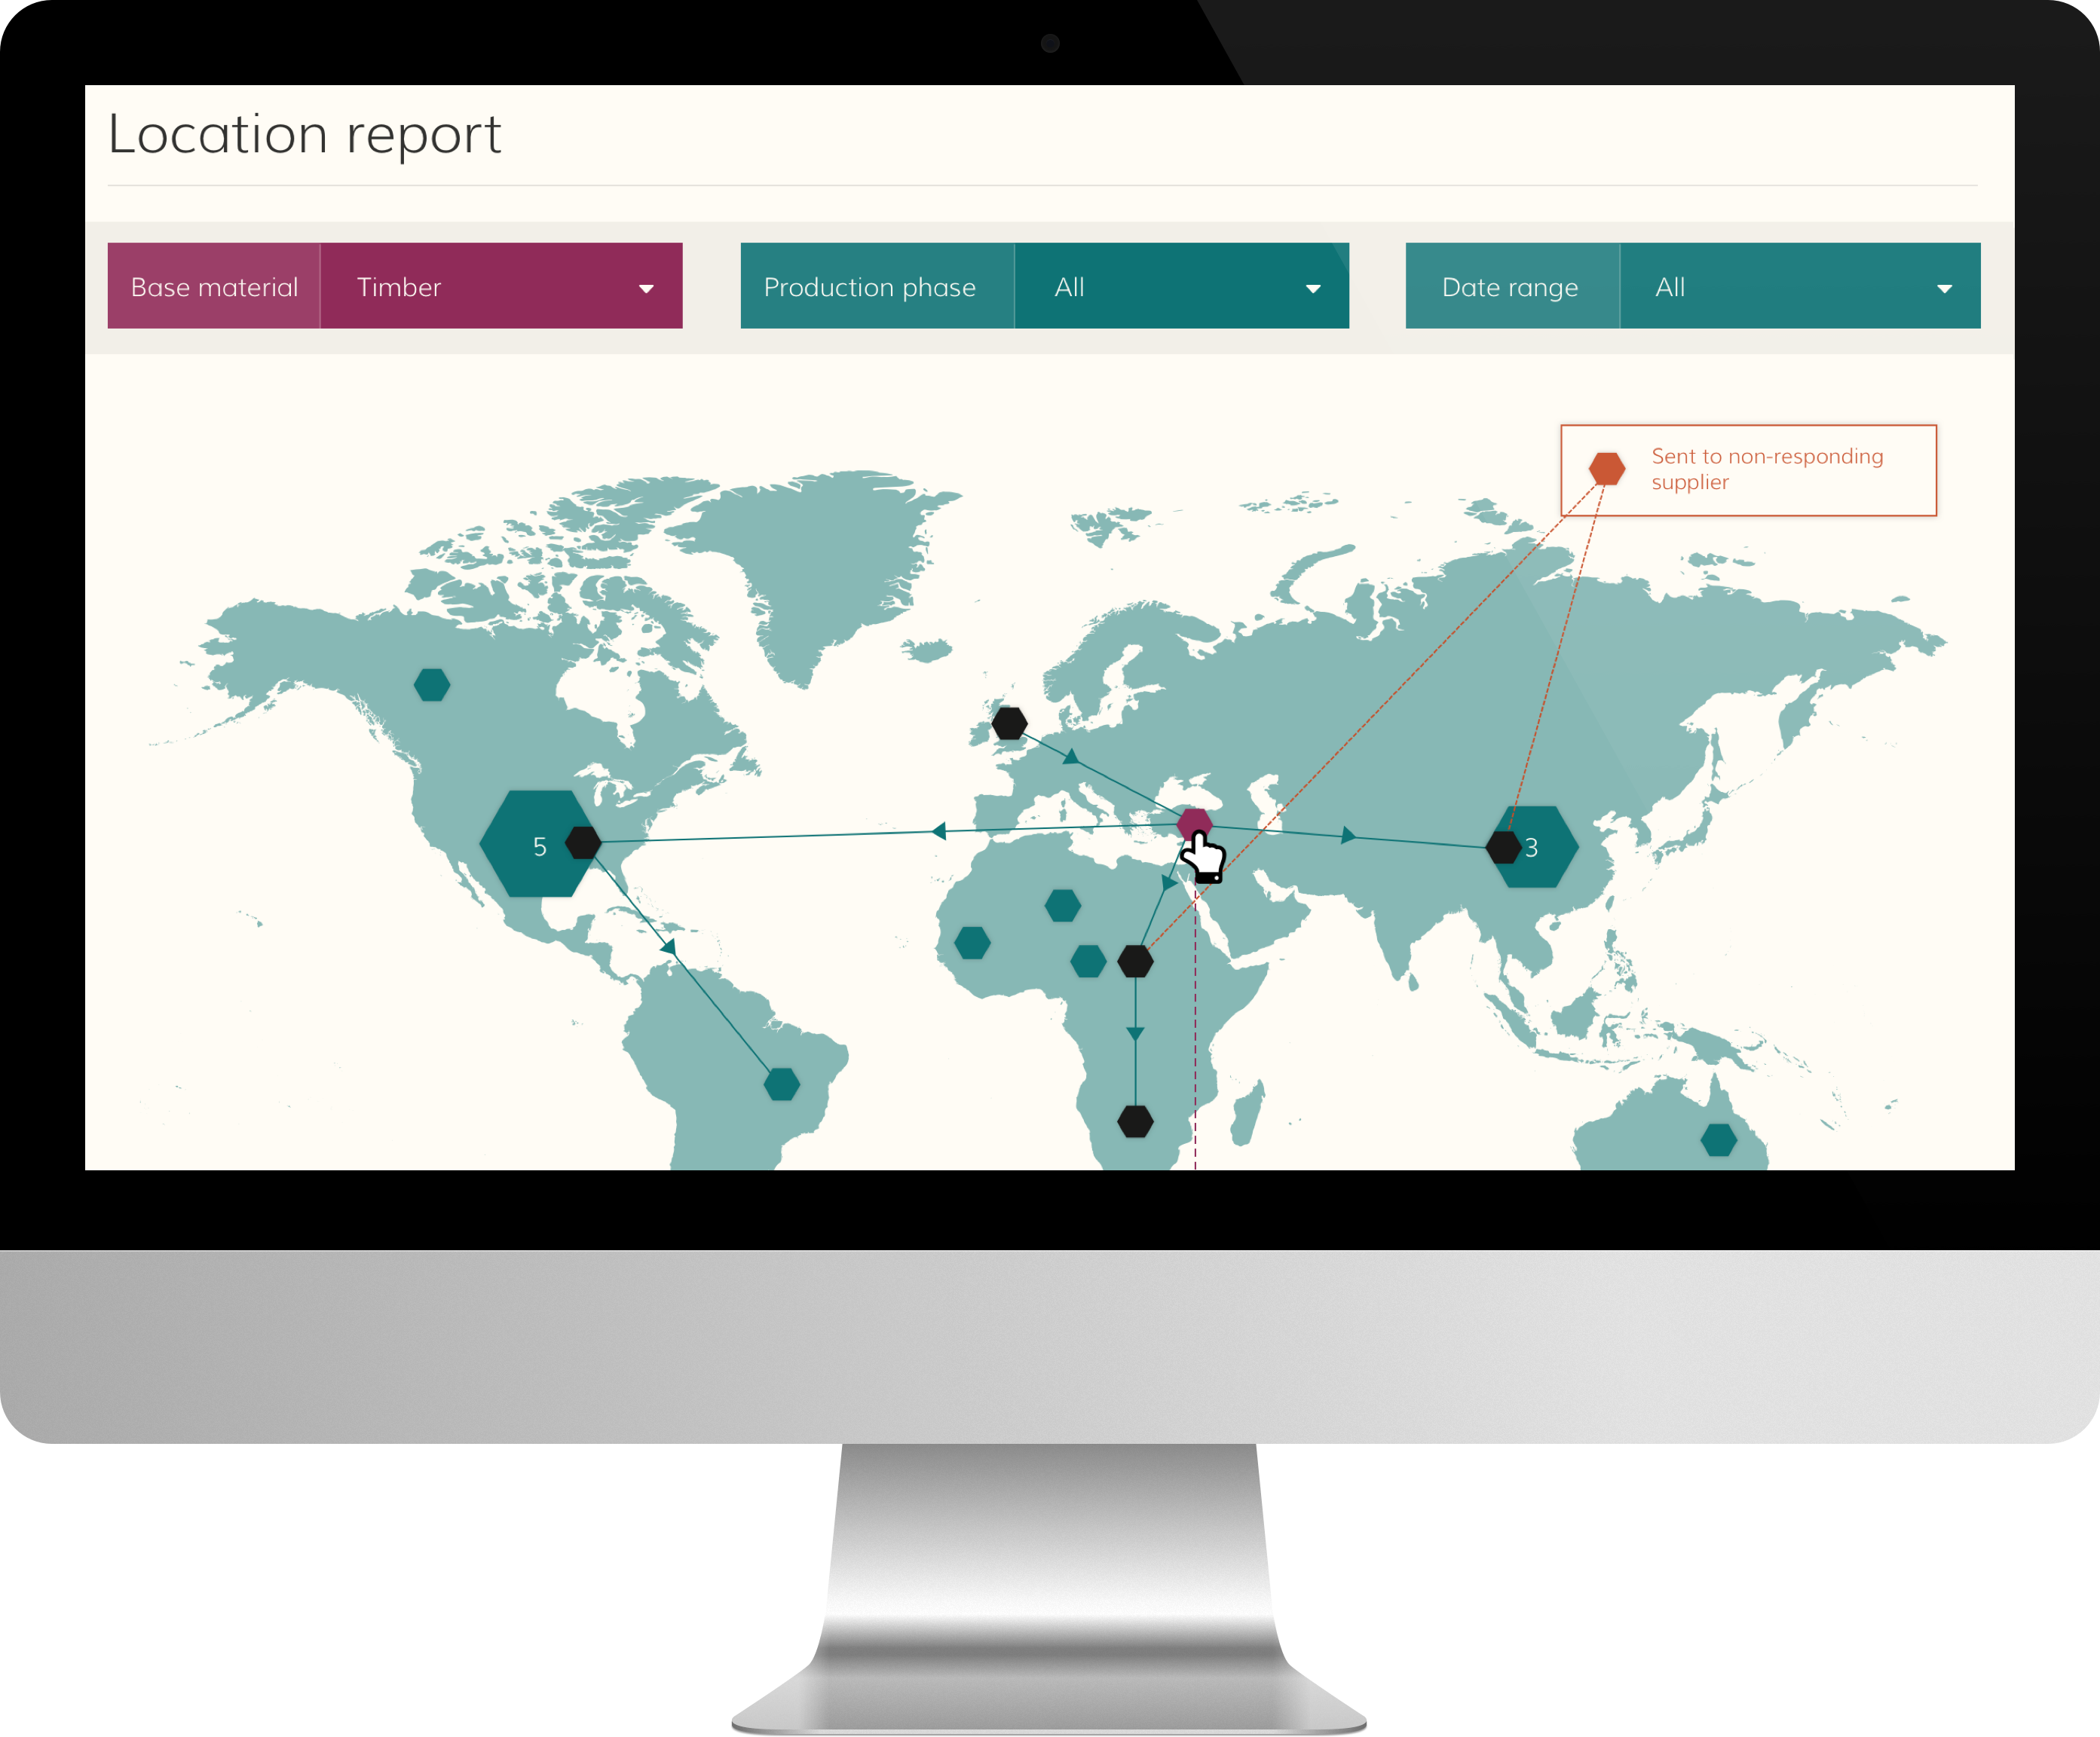 Location report
Base material
Timber
Production phase
All
Date range
All
Sent to non-responding
supplier
5
3